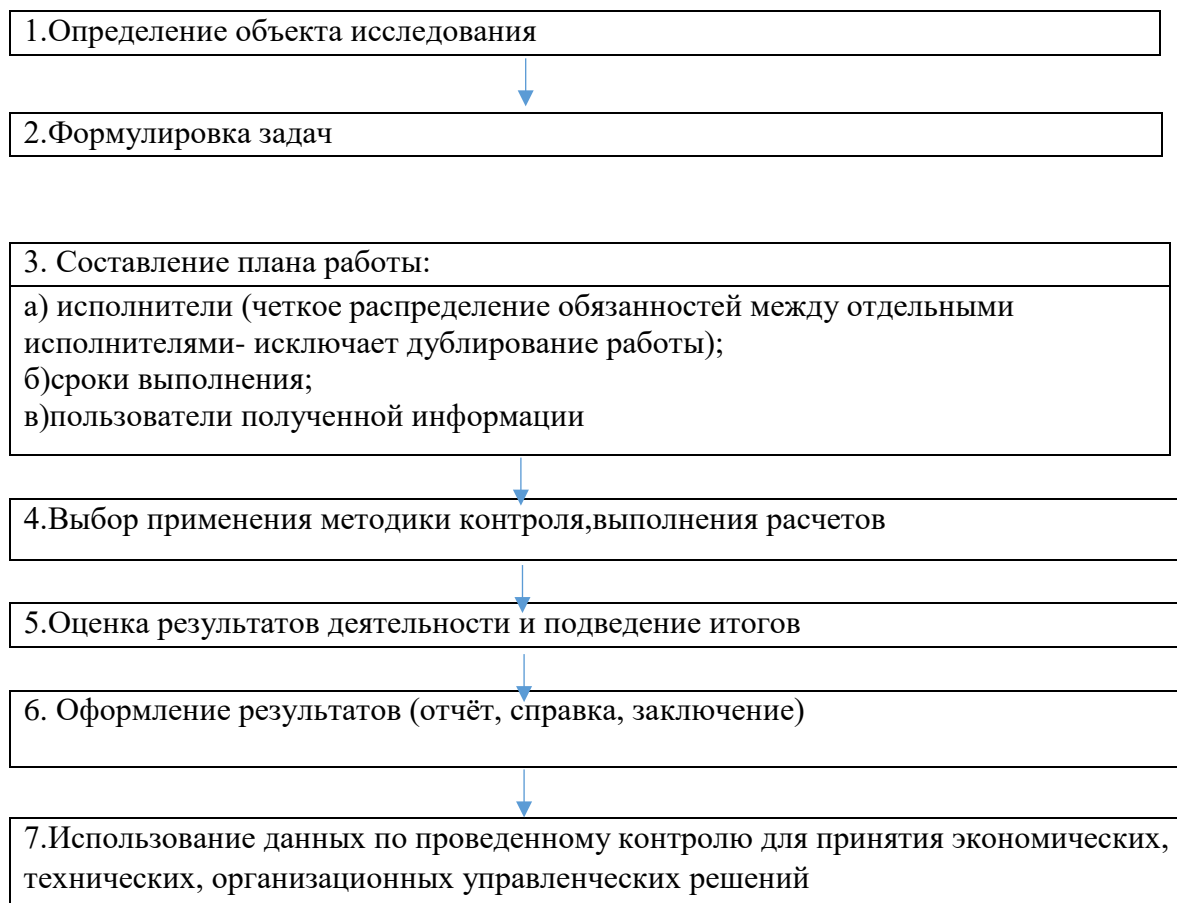 1.Определение объекта исследования
2.Формулировка задач
3. Составление плана работы:
а) исполнители (четкое распределение обязанностей между отдельными
исполнителями- исключает дублирование работы);
б)сроки выполнения;
в)пользователи полученной информации
4.Выбор применения методики контроля,выполнения расчетов
5.Оценка результатов деятельности и подведение итогов
6. Оформление результатов (отчёт, справка, заключение)
7.Использование данных по проведенному контролю для принятия экономических,
технических, организационных управленческих решений